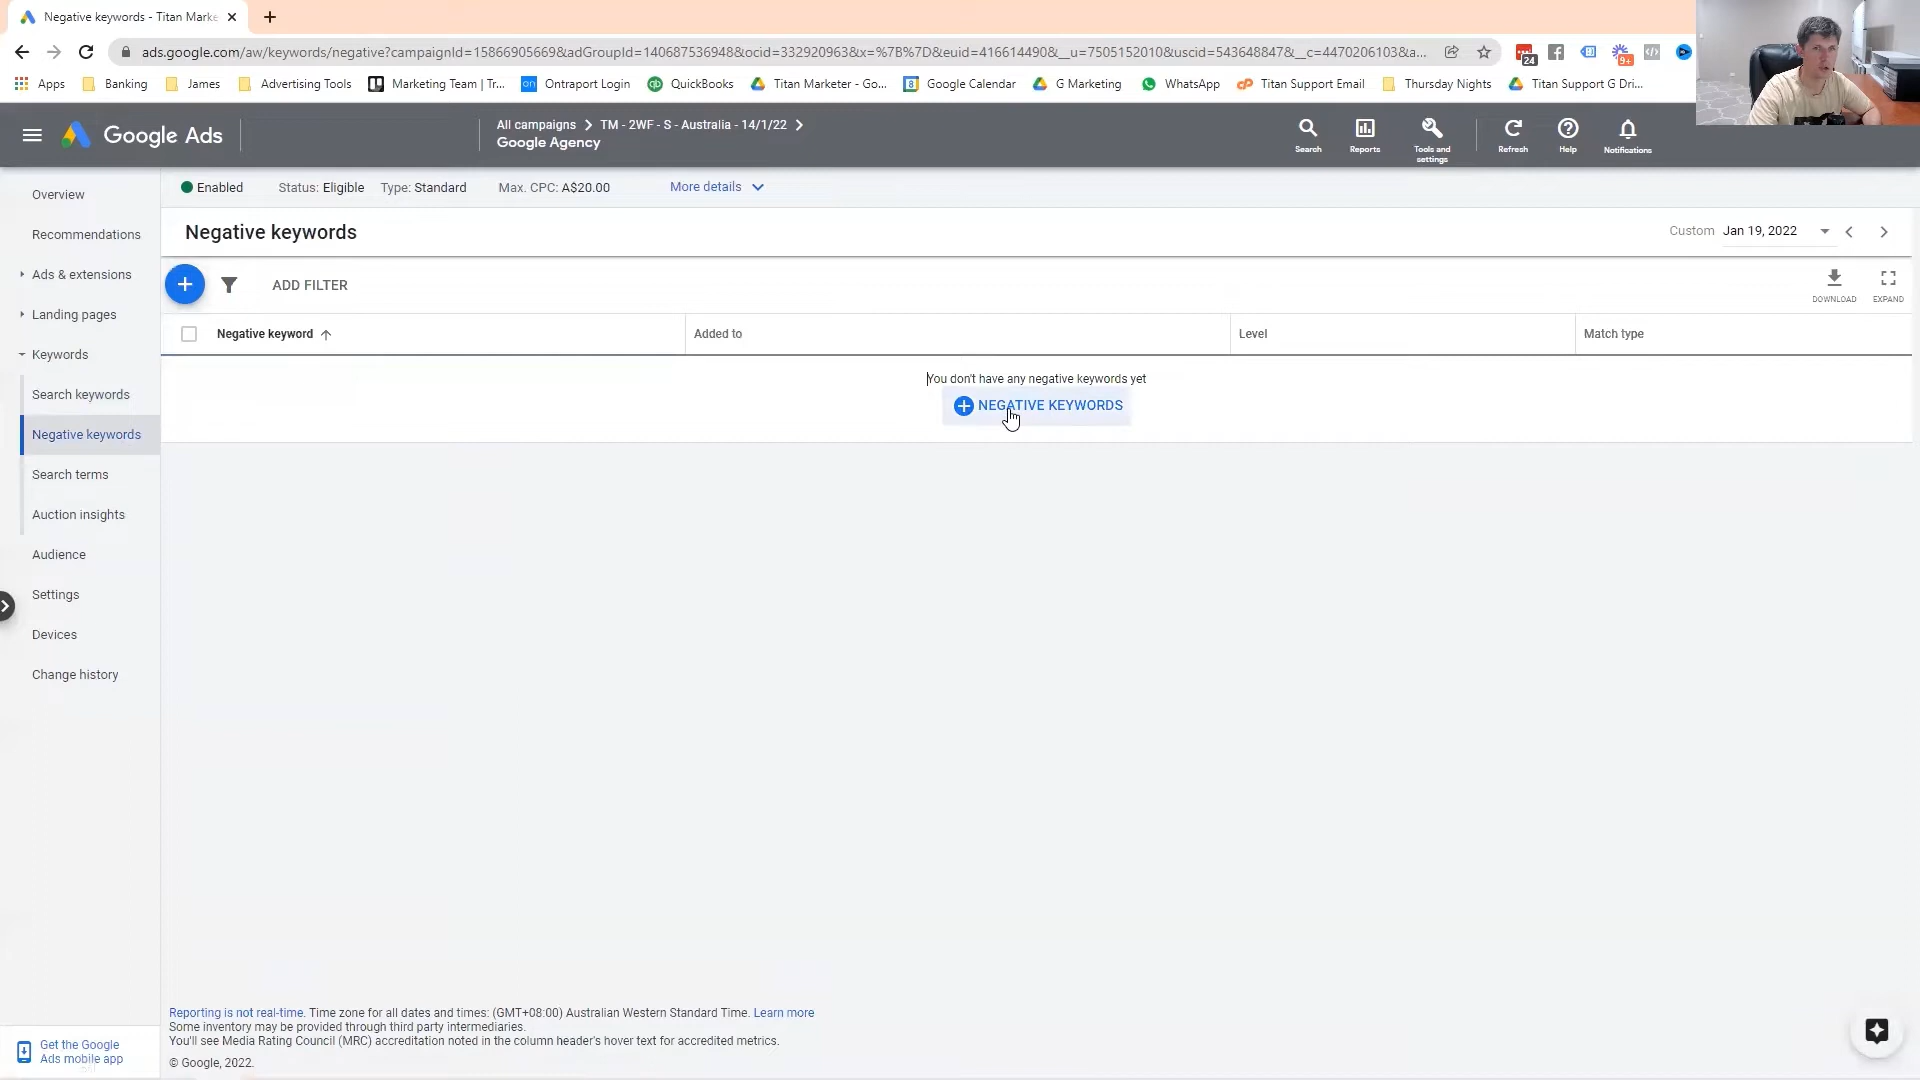 Negative keywords - Titan Marke
ads.google.com/aw/keywords/negative?campaignId=15866905669&adGroupId=140687536948&ocid=332920963&x=%7B%7D&euid=416614490&__u=7505152010&uscid=543648847&__c=4470206103&a...
24
9+
Apps
Banking
James
Advertising Tools
Marketing Team | Tr...
on
Ontraport Login
qb
QuickBooks
Titan Marketer - Go...
8
Google Calendar
G Marketing
WhatsApp
cP
Titan Support Email
Thursday Nights
Titan Support G Dri...
Google Ads
All campaigns > TM - 2WF - S - Australia - 14/1/22 >
Google Agency
Search
Reports
Tools and
settings
Refresh
Help
Notifications
Overview
Recommendations
Ads & extensions
Landing pages
Keywords
Search keywords
Negative keywords
Search terms
Auction insights
Audience
Settings
Devices
Change history
Get the Google
Ads mobile app
Enabled
Status: Eligible
Type: Standard
Max. CPC: A$20.00
More details
Negative keywords
Custom Jan 19, 2022
ADD FILTER
DOWNLOAD
EXPAND
Negative keyword
Added to
Level
Match type
You don't have any negative keywords yet
NEGATIVE KEYWORDS
Reporting is not real-time. Time zone for all dates and times: (GMT+08:00) Australian Western Standard Time. Learn more
Some inventory may be provided through third party intermediaries.
You'll see Media Rating Council (MRC) accreditation noted in the column header's hover text for accredited metrics.
© Google, 2022.